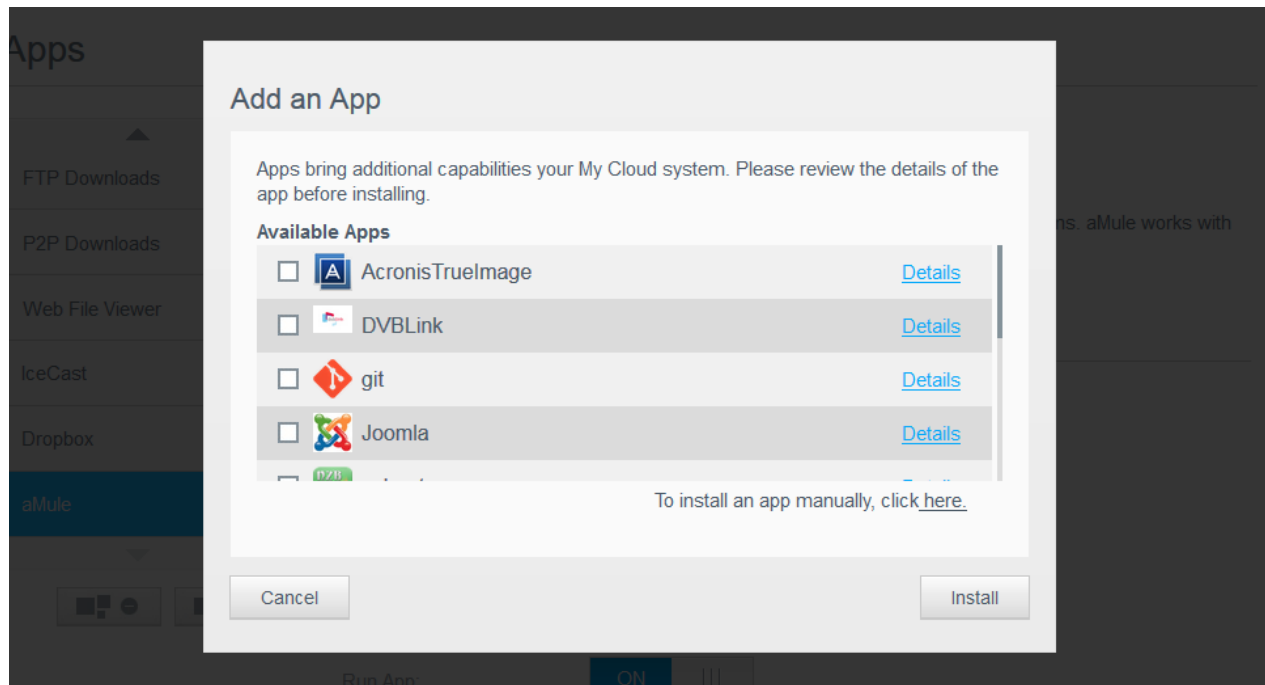 Apps
Add an App
Apps bring additional capabilities your My Cloud system. Please review the details of the
app before installing.
Available Apps
AcronisTrueImage Details
DVBLink Details
git Details
Joomla Details
To install an app manually, click here.
Cancel Install
FTP Downloads
P2P Downloads
Web File Viewer
IceCast
Dropbox
aMule
ns. aMule works with
Run App: ON